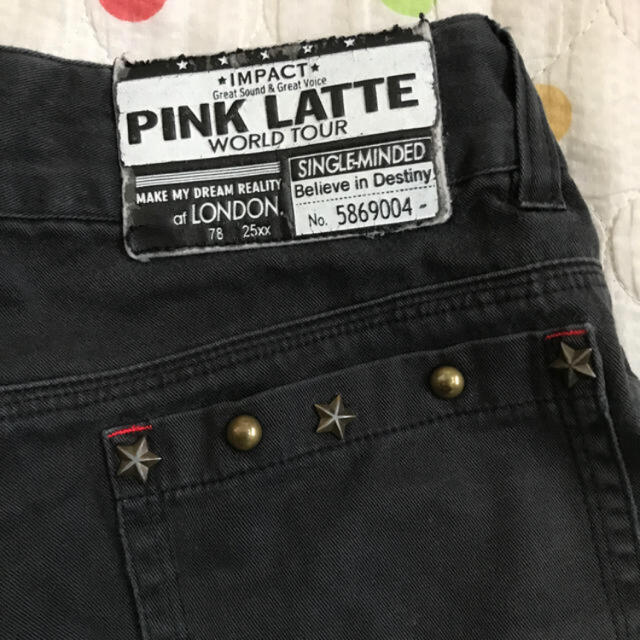 ★IMPACT★
Great Sound & Great Voice
PINK LATTE
WORLD TOUR
MAKE MY DREAM REALITY
at LONDON.
78 25xx
SINGLE-MINDED
Believe in Destiny
No. 5869004 -